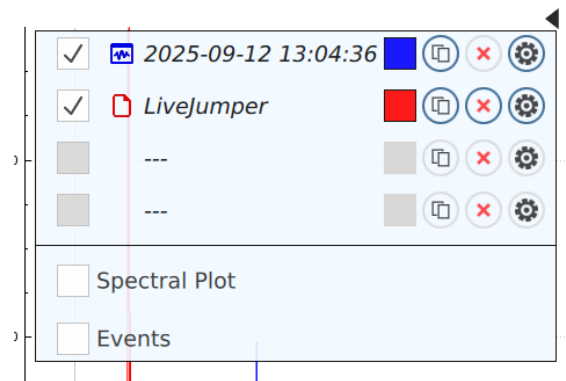 2025-09-12 13:04:36
LiveJumper
---
---
Spectral Plot
Events